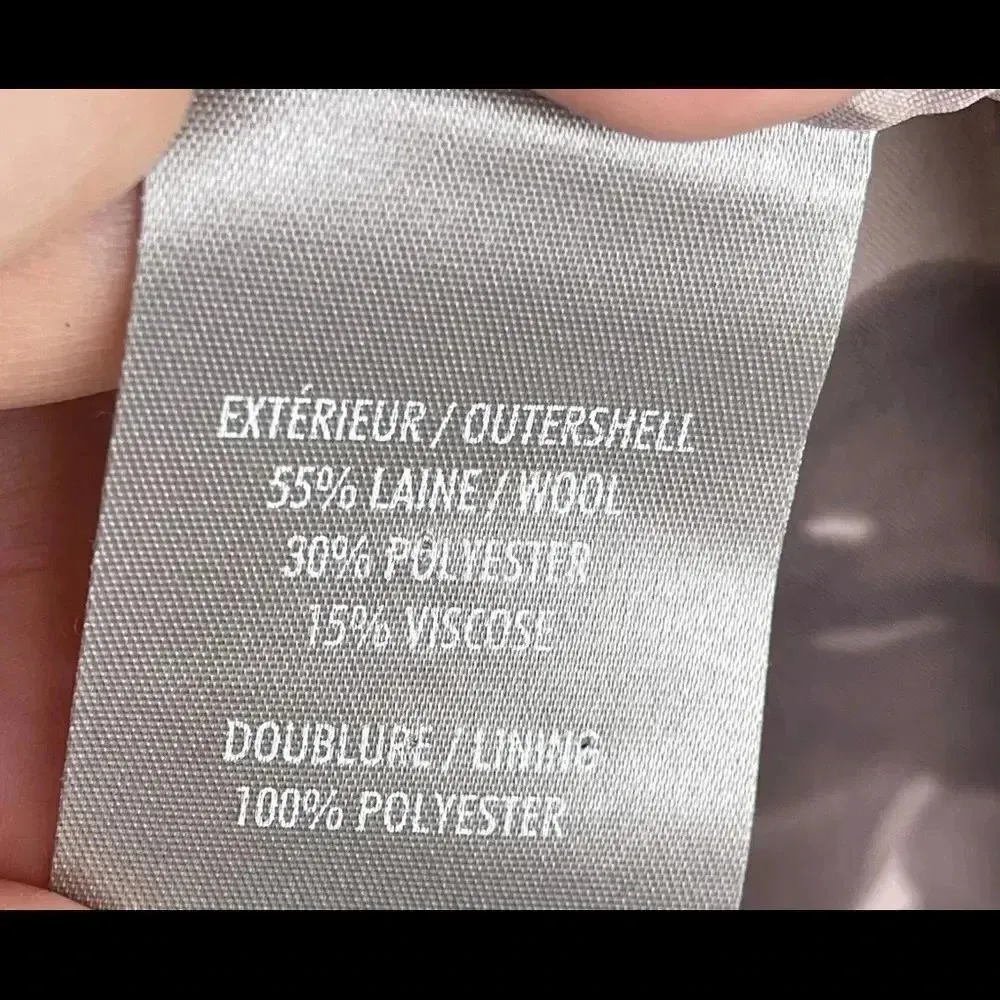 EXTÉRIEUR / OUTERSHELL
55% LAINE / WOOL
30% POLYESTER
15% VISCOSE
DOUBLURE / LINING
100% POLYESTER